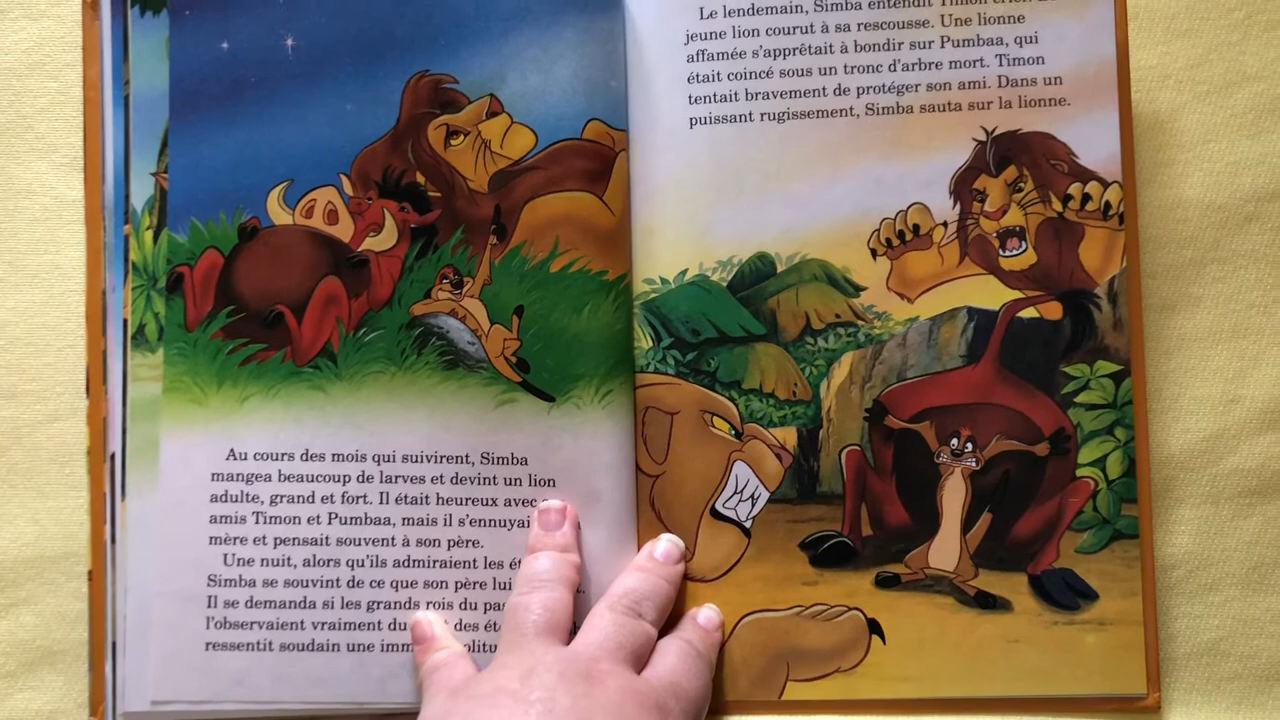 Au cours des mois qui suivirent, Simba
mangea beaucoup de larves et devint un lion
adulte, grand et fort. Il était heureux avec
amis Timon et Pumbaa, mais il s'ennuyai
mère et pensait souvent à son père.
Une nuit, alors qu'ils admiraient les
Simba se souvint de ce que son père lui
Il se demanda si les grands rois du
l'observaient vraiment du des
ressentit soudain une
Le lendemain, Simba entendit Timon
jeune lion courut à sa rescousse. Une lionne
affamée s'apprêtait à bondir sur Pumbaa, qui
était coincé sous un tronc d'arbre mort. Timon
tentait bravement de protéger son ami. Dans un
puissant rugissement, Simba sauta sur la lionne.